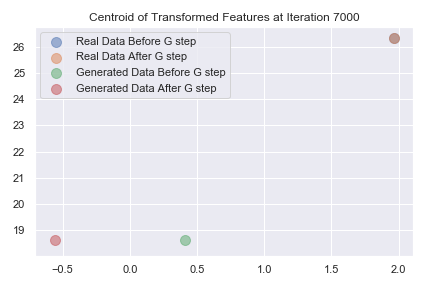 Centroid of Transformed Features at Iteration 7000
Real Data Before G step
Real Data After G step
Generated Data Before G step
Generated Data After G step
26
25
24
23
22
21
20
19
−0.5
0.0
0.5
1.0
1.5
2.0